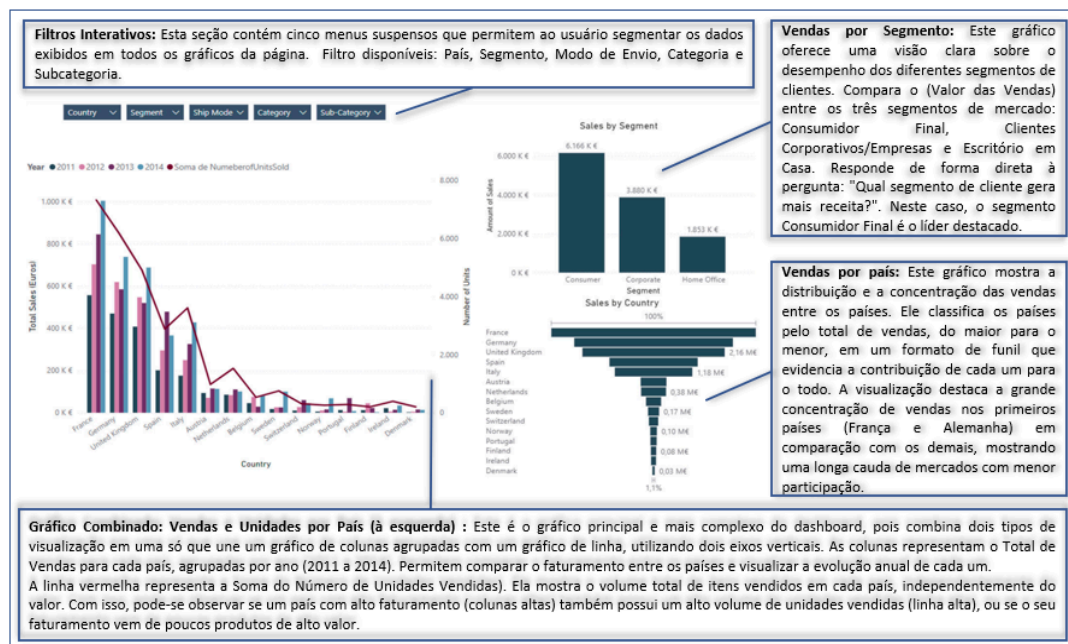 Filtros Interativos: Esta seção contém cinco menus suspensos que permitem ao usuário segmentar os dados
exibidos em todos os gráficos da página. Filtro disponíveis: País, Segmento, Modo de Envio, Categoria e
Subcategoria.
Vendas por Segmento: Este gráfico
oferece uma visão clara sobre o
desempenho dos diferentes segmentos de
clientes. Compara o (Valor das Vendas)
entre os três segmentos de mercado:
Consumidor Final, Clientes
Corporativos/Empresas e Escritório em
Casa. Responde de forma direta à
pergunta: "Qual segmento de cliente gera
mais receita?". Neste caso, o segmento
Consumidor Final é o líder destacado.
Country Segment Ship Mode Category Sub-Category
Year 2011 2012 2013 2014 Soma de NumeberofUnitsSold
Total Sales (Euros)
1.000 K €
800 K €
600 K €
400 K €
200 K €
0 K €
8.000
6.000
4.000
2.000
0
Number of Units
France
Germany
United Kingdom
Spain
Italy
Austria
Netherlands
Belgium
Sweden
Switzerland
Norway
Portugal
Finland
Ireland
Denmark
Country
Sales by Segment
Amount of Sales
6.000 K €
4.000 K €
2.000 K €
0 K €
6.166 K €
3.880 K €
1.853 K €
Consumer Corporate Home Office
Segment
Sales by Country
100%
France
Germany
United Kingdom 2,16 M€
Spain
Italy 1,18 M€
Austria
Netherlands 0,38 M€
Belgium
Sweden 0,17 M€
Switzerland
Norway 0,10 M€
Portugal
Finland 0,08 M€
Ireland
Denmark 0,03 M€
1,1%
Vendas por país: Este gráfico mostra a
distribuição e a concentração das vendas
entre os países. Ele classifica os países
pelo total de vendas, do maior para o
menor, em um formato de funil que
evidencia a contribuição de cada um para
o todo. A visualização destaca a grande
concentração de vendas nos primeiros
países (França e Alemanha) em
comparação com os demais, mostrando
uma longa cauda de mercados com menor
participação.
Gráfico Combinado: Vendas e Unidades por País (à esquerda) : Este é o gráfico principal e mais complexo do dashboard, pois combina dois tipos de
visualização em uma só que une um gráfico de colunas agrupadas com um gráfico de linha, utilizando dois eixos verticais. As colunas representam o Total de
Vendas para cada país, agrupadas por ano (2011 a 2014). Permitem comparar o faturamento entre os países e visualizar a evolução anual de cada um.
A linha vermelha representa a Soma do Número de Unidades Vendidas). Ela mostra o volume total de itens vendidos em cada país, independentemente do
valor. Com isso, pode-se observar se um país com alto faturamento (colunas altas) também possui um alto volume de unidades vendidas (linha alta), ou se o seu
faturamento vem de poucos produtos de alto valor.